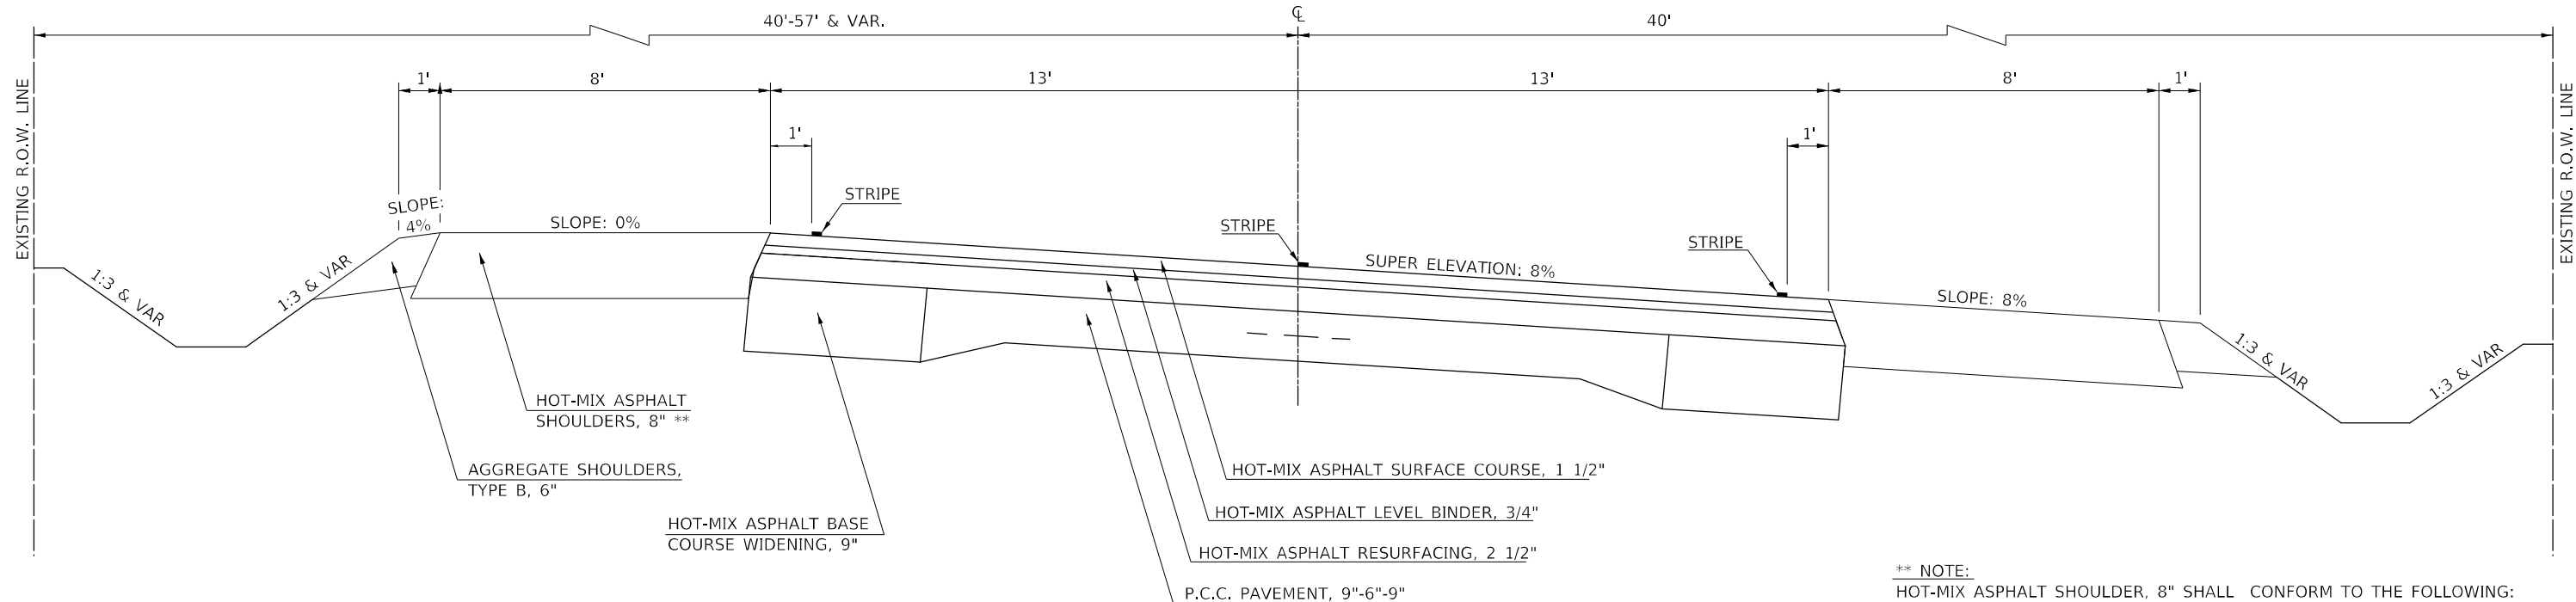 40'-57' & VAR.
℄
40'
1'
8'
13'
13'
8'
1'
1'
1'
EXISTING R.O.W. LINE
EXISTING R.O.W. LINE
SLOPE:
4%
SLOPE: 0%
STRIPE
STRIPE
STRIPE
SUPER ELEVATION: 8%
SLOPE: 8%
1:3 & VAR
1:3 & VAR
1:3 & VAR
1:3 & VAR
HOT-MIX ASPHALT
SHOULDERS, 8" **
AGGREGATE SHOULDERS,
TYPE B, 6"
HOT-MIX ASPHALT BASE
COURSE WIDENING, 9"
HOT-MIX ASPHALT SURFACE COURSE, 1 1/2"
HOT-MIX ASPHALT LEVEL BINDER, 3/4"
HOT-MIX ASPHALT RESURFACING, 2 1/2"
P.C.C. PAVEMENT, 9"-6"-9"
** NOTE:
HOT-MIX ASPHALT SHOULDER, 8" SHALL CONFORM TO THE FOLLOWING: